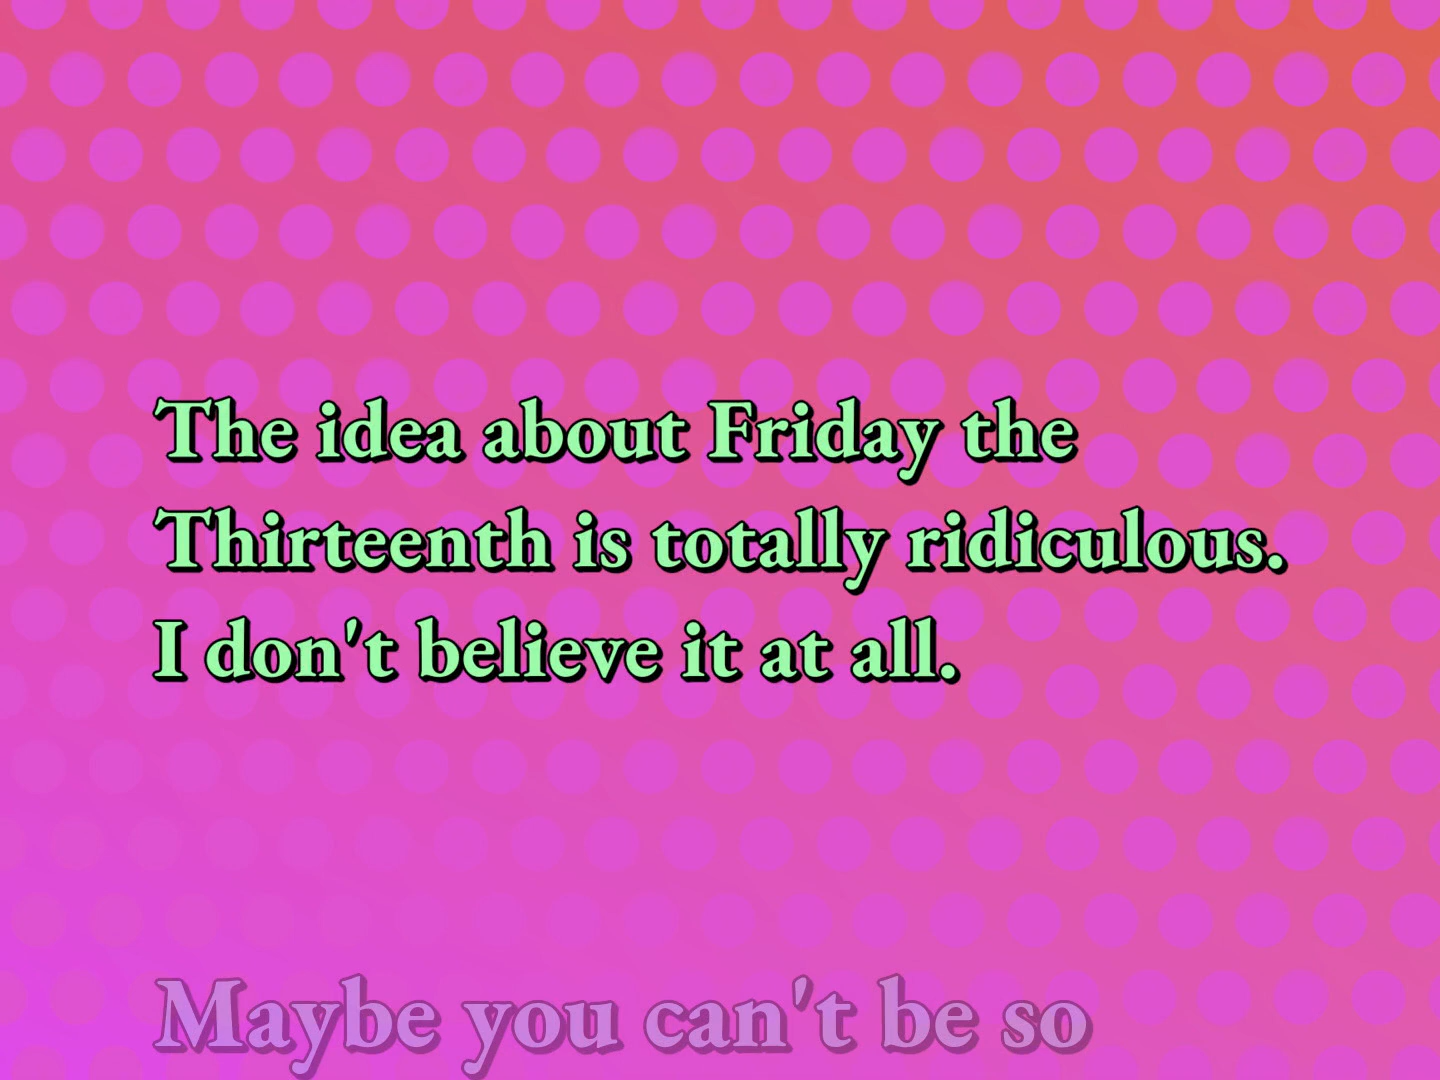 The idea about Friday the
Thirteenth is totally ridiculous.
I don't believe it at all.
Maybe you can't be so